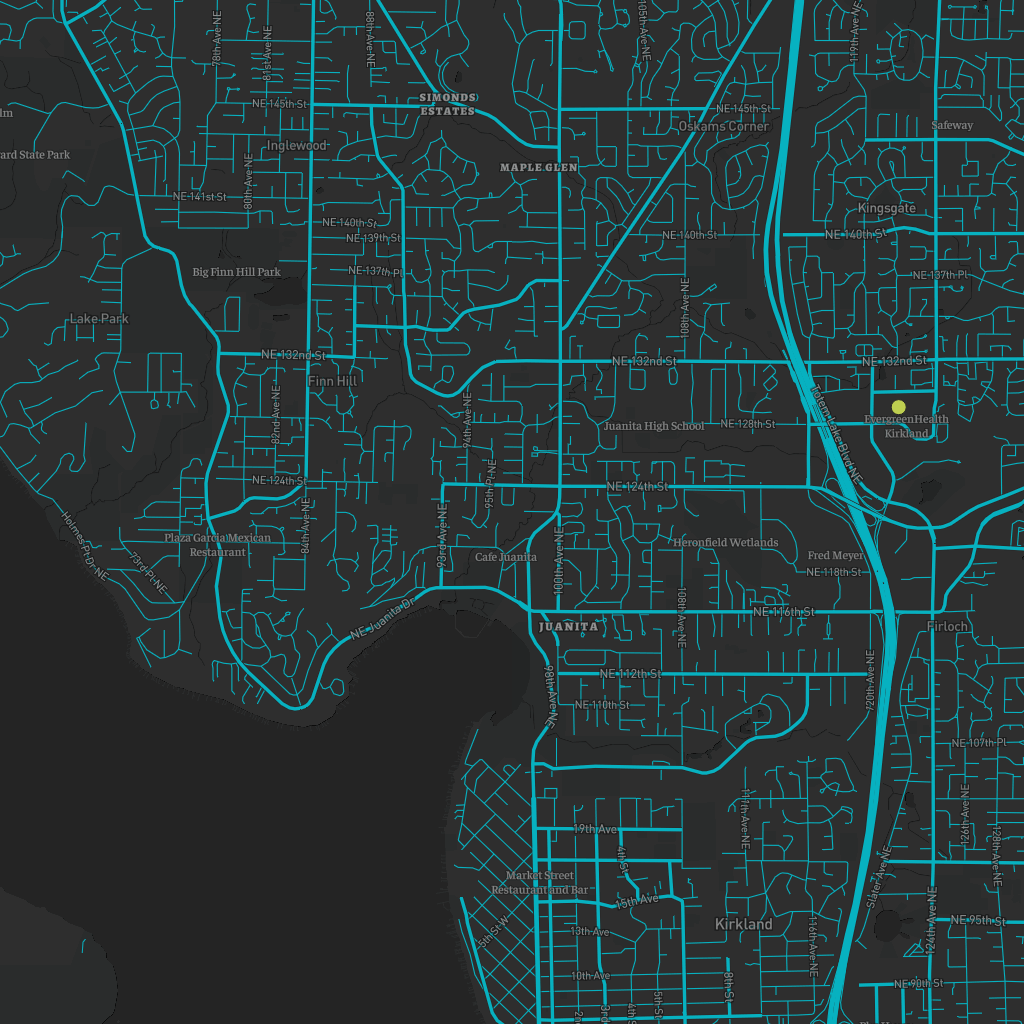 78th Ave NE
81st Ave NE
88th Ave NE
105th Ave NE
119th Ave NE
SIMONDS
ESTATES
NE 145th St
NE 145th St
Oskams Corner
Safeway
Inglewood
ard State Park
MAPLE GLEN
80th Ave NE
NE 141st St
Kingsgate
NE 140th St
NE 139th St
NE 140th St
NE 140th St
Big Finn Hill Park
NE 137th Pl
NE 137th Pl
108th Ave NE
Lake Park
NE 132nd St
NE 132nd St
NE 132nd St
Finn Hill
82nd Ave NE
94th Ave NE
Juanita High School
NE 128th St
Totem Lake Blvd NE
EvergreenHealth
Kirkland
NE 124th St
95th Pl NE
NE 124th St
Holmes Pt Dr NE
73rd Pl NE
Plaza Garcia Mexican
Restaurant
84th Ave NE
93rd Ave NE
Cafe Juanita
100th Ave NE
Heronfield Wetlands
Fred Meyer
NE 118th St
NE Juanita Dr
108th Ave NE
NE 116th St
JUANITA
Firloch
98th Ave NE
NE 112th St
120th Ave NE
NE 110th St
NE 107th Pl
111th Ave NE
126th Ave NE
128th Ave NE
19th Ave
4th St
Slater Ave NE
Market Street
Restaurant and Bar
15th Ave
5th St W
13th Ave
Kirkland
116th Ave NE
124th Ave NE
NE 95th St
10th Ave
8th St
NE 90th St
5th St